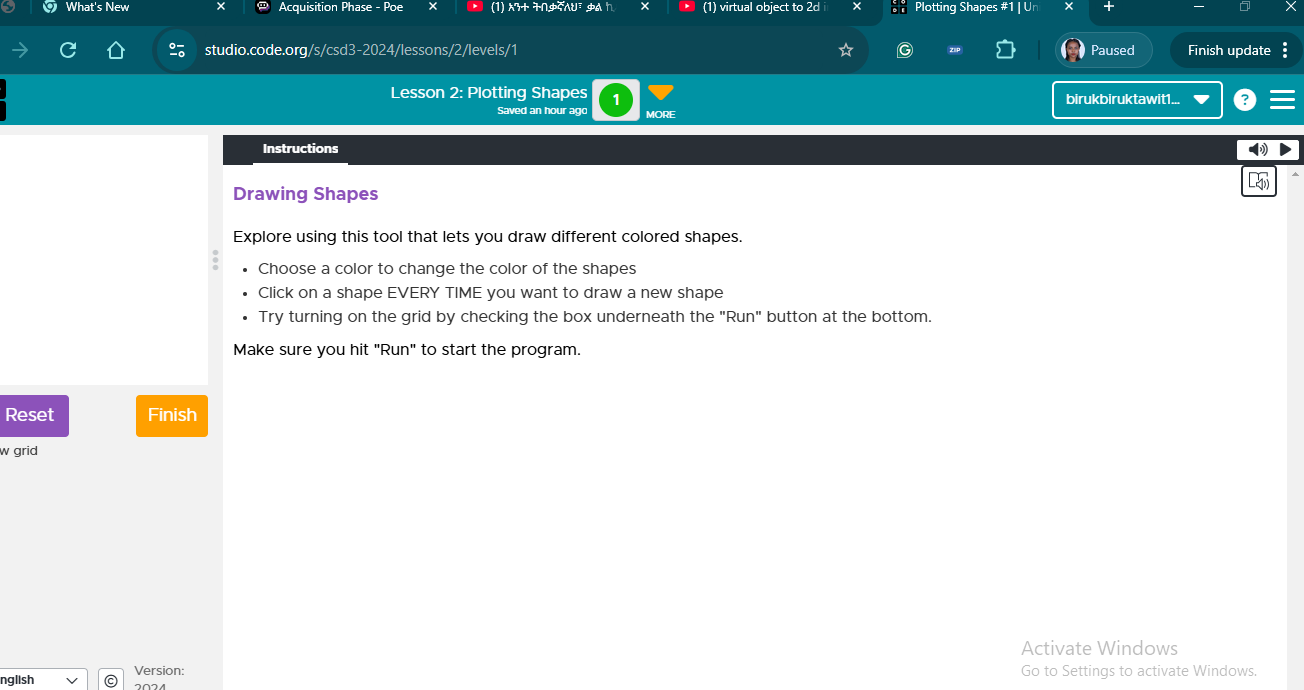 What's New
Acquisition Phase - Poe
(1) አንተ ትበቃኛለህ፣ ቃል
(1) virtual object to 2d i
Plotting Shapes #1 | Un
studio.code.org/s/csd3-2024/lessons/2/levels/1
ZIP
Paused
Finish update
Lesson 2: Plotting Shapes
Saved an hour ago
1
MORE
birukbiruktawit1...
?
Instructions
Drawing Shapes
Explore using this tool that lets you draw different colored shapes.
• Choose a color to change the color of the shapes
• Click on a shape EVERY TIME you want to draw a new shape
• Try turning on the grid by checking the box underneath the "Run" button at the bottom.
Make sure you hit "Run" to start the program.
Reset
Finish
w grid
Activate Windows
Go to Settings to activate Windows.
nglish
©
Version:
2024